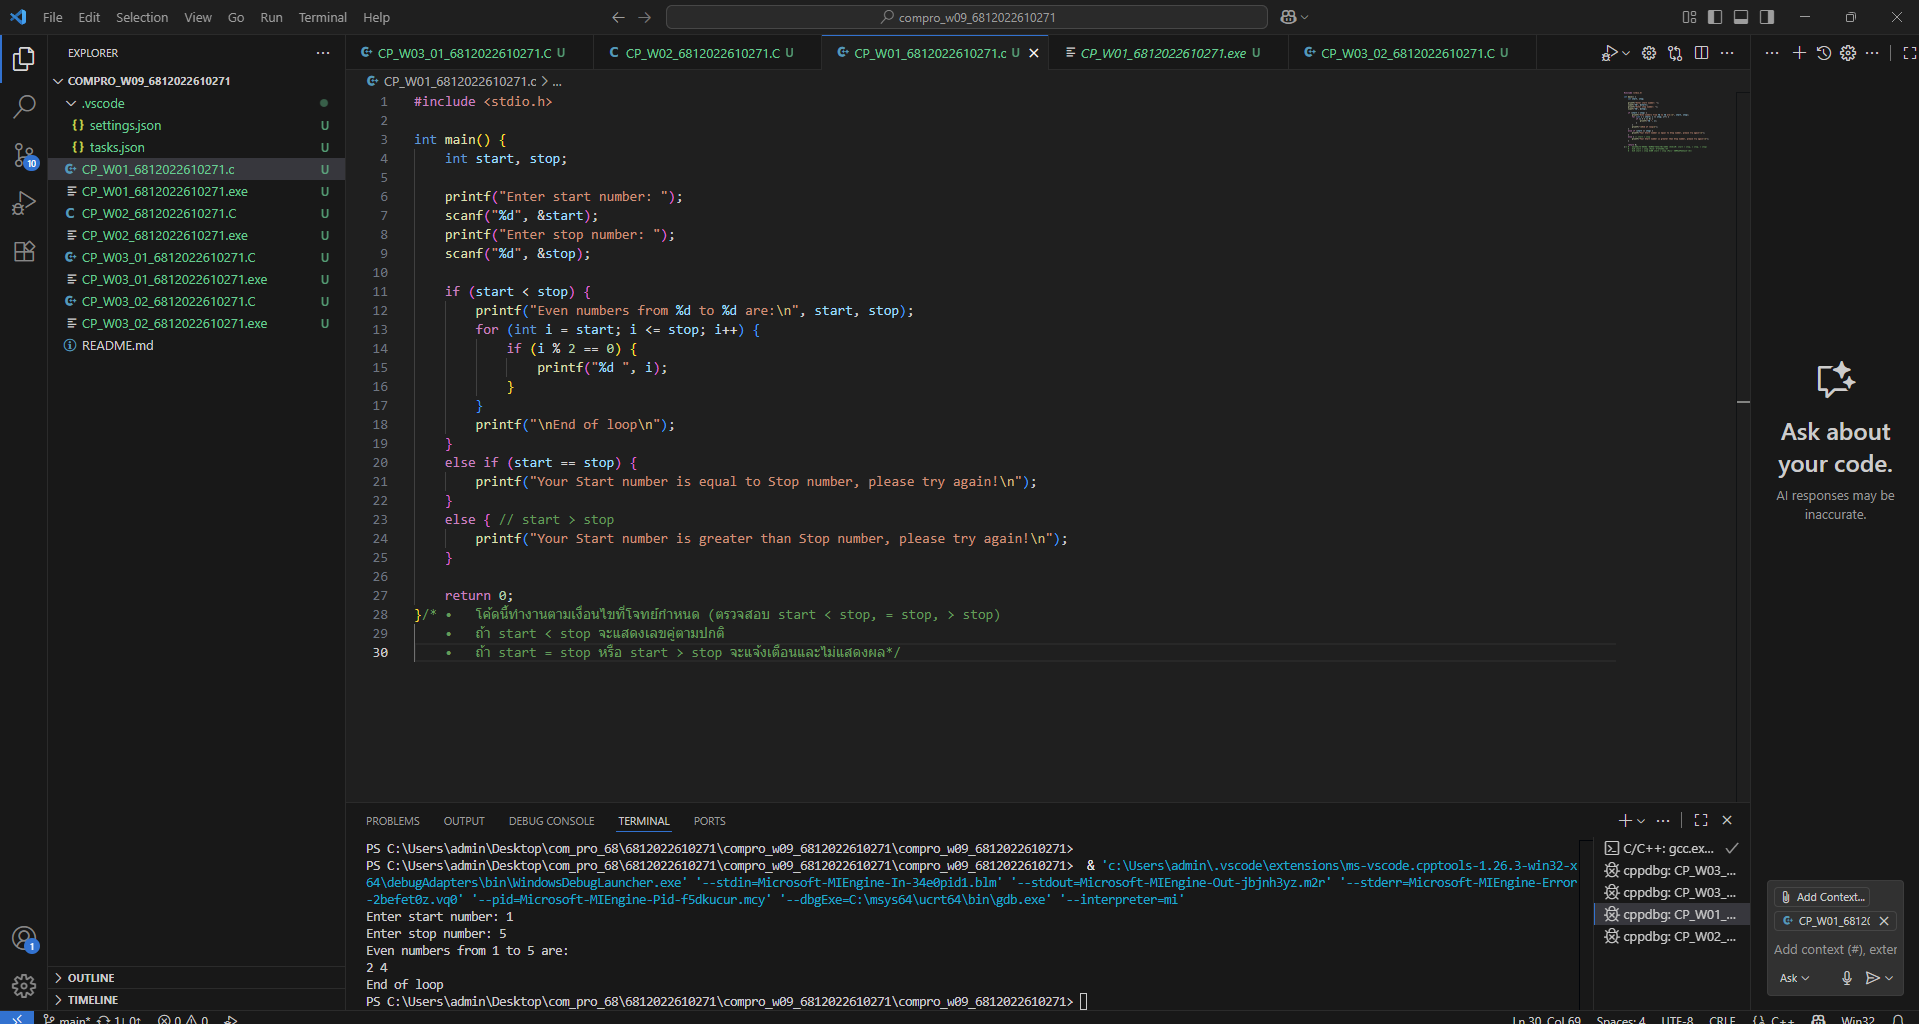 File Edit Selection View Go Run Terminal Help
compro_w09_6812022610271
EXPLORER
COMPRO_W09_6812022610271
.vscode
{} settings.json U
{} tasks.json U
CP_W01_6812022610271.c U
CP_W01_6812022610271.exe U
C CP_W02_6812022610271.C U
CP_W02_6812022610271.exe U
CP_W03_01_6812022610271.C U
CP_W03_01_6812022610271.exe U
CP_W03_02_6812022610271.C U
CP_W03_02_6812022610271.exe U
README.md
10
1
OUTLINE
TIMELINE
CP_W03_01_6812022610271.C U
C CP_W02_6812022610271.C U
CP_W01_6812022610271.c U
CP_W01_6812022610271.exe U
CP_W03_02_6812022610271.C U
CP_W01_6812022610271.c > ...
1 #include <stdio.h>
2
3 int main() {
4 int start, stop;
5
6 printf("Enter start number: ");
7 scanf("%d", &start);
8 printf("Enter stop number: ");
9 scanf("%d", &stop);
10
11 if (start < stop) {
12 printf("Even numbers from %d to %d are:\n", start, stop);
13 for (int i = start; i <= stop; i++) {
14 if (i % 2 == 0) {
15 printf("%d ", i);
16 }
17 }
18 printf("\nEnd of loop\n");
19 }
20 else if (start == stop) {
21 printf("Your Start number is equal to Stop number, please try again!\n");
22 }
23 else { // start > stop
24 printf("Your Start number is greater than Stop number, please try again!\n");
25 }
26
27 return 0;
28 }/* • โค้ดนี้ทำงานตามเงื่อนไขที่โจทย์กำหนด (ตรวจสอบ start < stop, = stop, > stop)
29 • ถ้า start < stop จะแสดงเลขคู่ตามปกติ
30 • ถ้า start = stop หรือ start > stop จะแจ้งเตือนและไม่แสดงผล*/
PROBLEMS OUTPUT DEBUG CONSOLE TERMINAL PORTS
PS C:\Users\admin\Desktop\com_pro_68\6812022610271\compro_w09_6812022610271\compro_w09_6812022610271>
PS C:\Users\admin\Desktop\com_pro_68\6812022610271\compro_w09_6812022610271\compro_w09_6812022610271> & 'c:\Users\admin\.vscode\extensions\ms-vscode.cpptools-1.26.3-win32-x
64\debugAdapters\bin\WindowsDebugLauncher.exe' '--stdin=Microsoft-MIEngine-In-34e0pid1.blm' '--stdout=Microsoft-MIEngine-Out-jbjnh3yz.m2r' '--stderr=Microsoft-MIEngine-Error
-2befet0z.vq0' '--pid=Microsoft-MIEngine-Pid-f5dkucur.mcy' '--dbgExe=C:\msys64\ucrt64\bin\gdb.exe' '--interpreter=mi'
Enter start number: 1
Enter stop number: 5
Even numbers from 1 to 5 are:
2 4
End of loop
PS C:\Users\admin\Desktop\com_pro_68\6812022610271\compro_w09_6812022610271\compro_w09_6812022610271>
C/C++: gcc.ex...
cppdbg: CP_W03_...
cppdbg: CP_W03_...
cppdbg: CP_W01_...
cppdbg: CP_W02_...
Ask about
your code.
AI responses may be
inaccurate.
Add Context...
CP_W01_6812
Add context (#), exter
Ask
main* 1↓ 0↑ 0 0
Ln 30, Col 69 Spaces: 4 UTF-8 CRLF {} C++ Win32